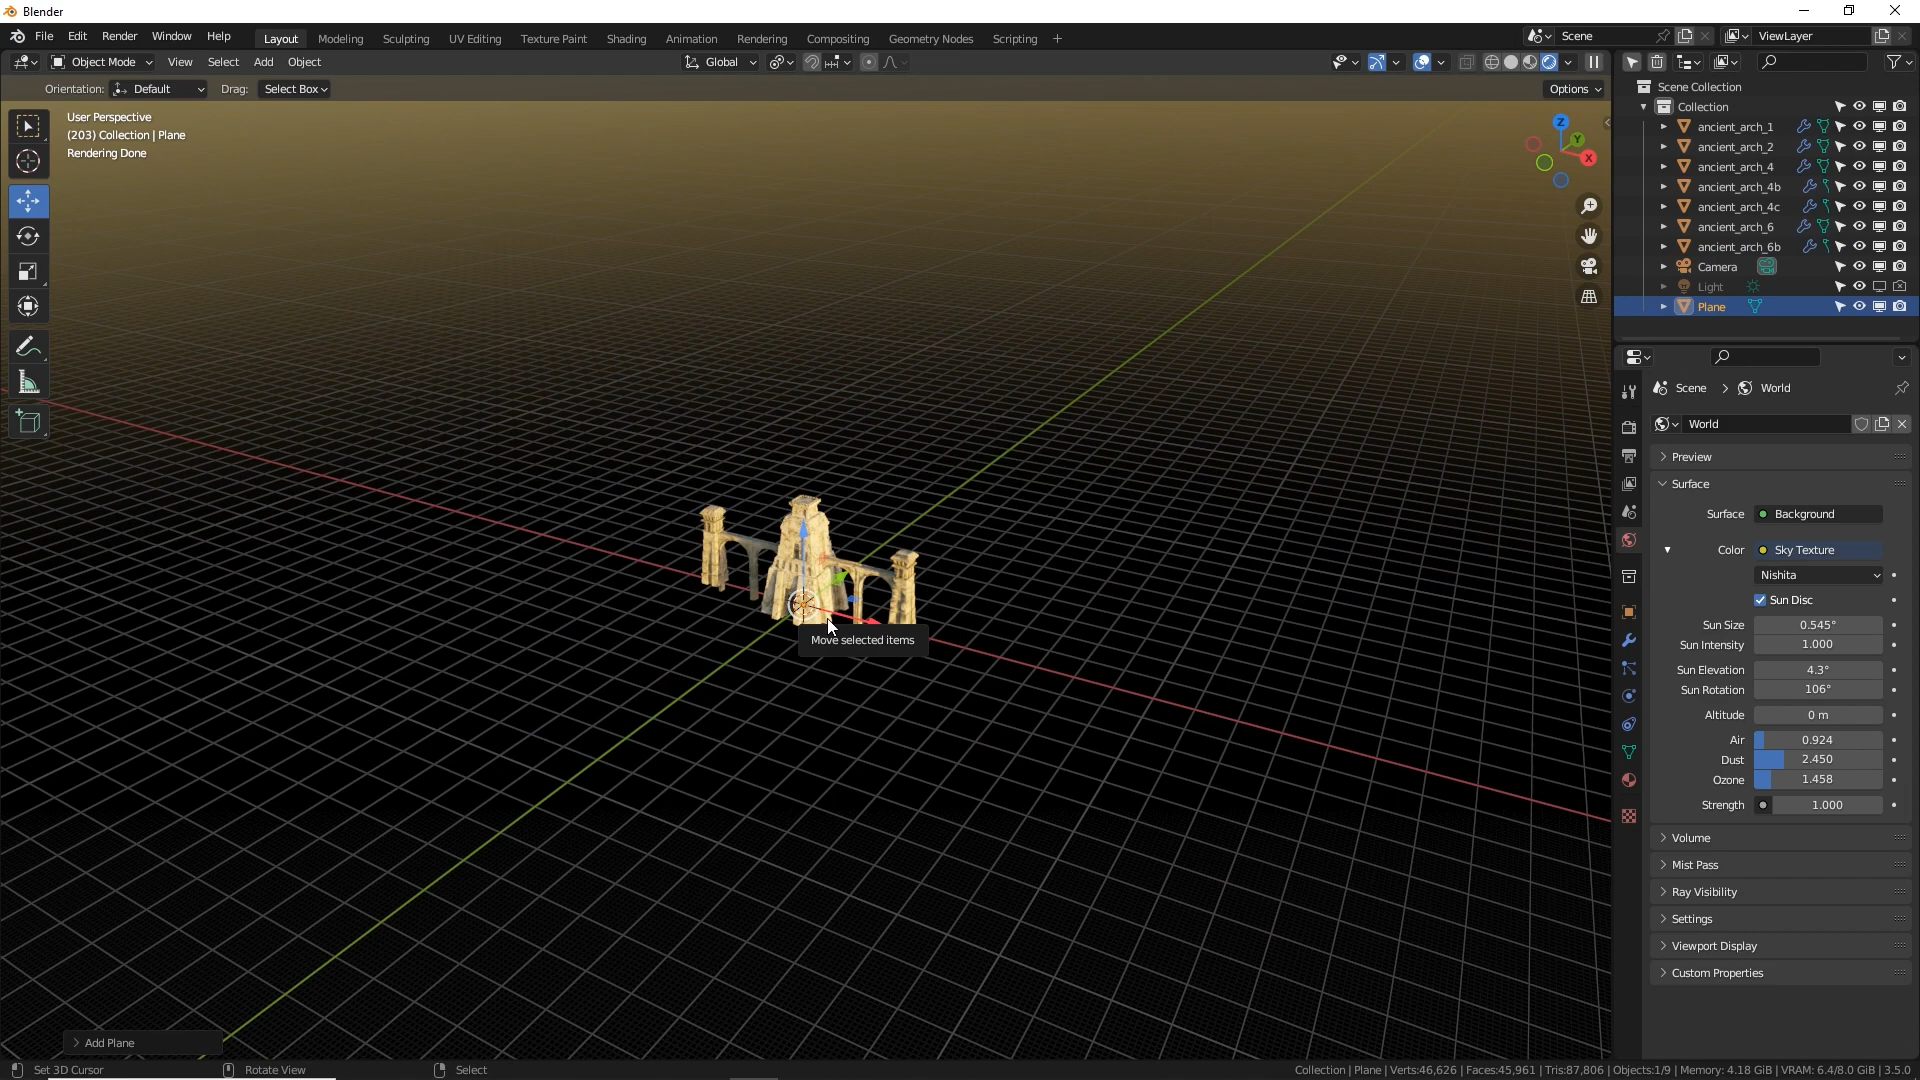 Blender
File Edit Render Window Help
Layout Modeling Sculpting UV Editing Texture Paint Shading Animation Rendering Compositing Geometry Nodes Scripting +
Scene
ViewLayer
Object Mode View Select Add Object
Global
Orientation: Default Drag: Select Box
Options
User Perspective
(203) Collection | Plane
Rendering Done
Z
Y
X
Scene Collection
Collection
ancient_arch_1
ancient_arch_2
ancient_arch_4
ancient_arch_4b
ancient_arch_4c
ancient_arch_6
ancient_arch_6b
Camera
Light
Plane
Scene > World
World
Preview
Surface
Surface Background
Color Sky Texture
Nishita
Sun Disc
Sun Size 0.545°
Sun Intensity 1.000
Sun Elevation 4.3°
Sun Rotation 106°
Altitude 0 m
Air 0.924
Dust 2.450
Ozone 1.458
Strength 1.000
Volume
Mist Pass
Ray Visibility
Settings
Viewport Display
Custom Properties
Move selected items
> Add Plane
Set 3D Cursor Rotate View Select
Collection | Plane | Verts:46,626 | Faces:45,961 | Tris:87,806 | Objects:1/9 | Memory: 4.18 GiB | VRAM: 6.4/8.0 GiB | 3.5.0